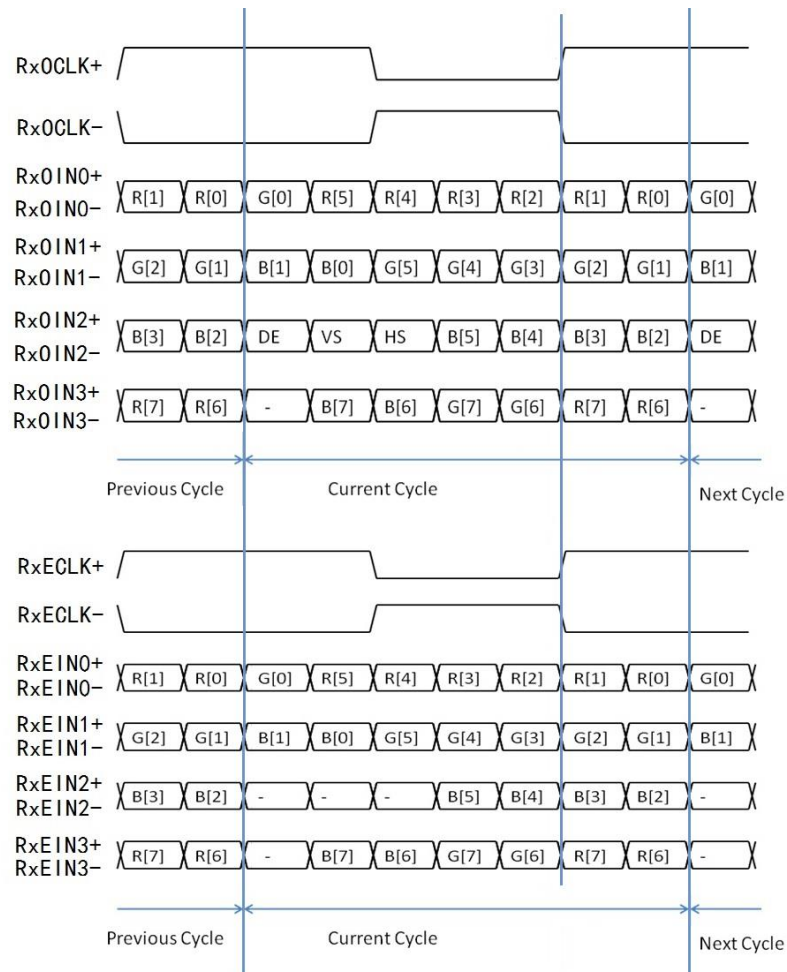 RxOCLK+
RxOCLK-
RxOIN0+
RxOIN0-
R[1] R[0] G[0] R[5] R[4] R[3] R[2] R[1] R[0] G[0]
RxOIN1+
RxOIN1-
G[2] G[1] B[1] B[0] G[5] G[4] G[3] G[2] G[1] B[1]
RxOIN2+
RxOIN2-
B[3] B[2] DE VS HS B[5] B[4] B[3] B[2] DE
RxOIN3+
RxOIN3-
R[7] R[6] - B[7] B[6] G[7] G[6] R[7] R[6] -
Previous Cycle Current Cycle Next Cycle
RxECLK+
RxECLK-
RxEIN0+
RxEIN0-
R[1] R[0] G[0] R[5] R[4] R[3] R[2] R[1] R[0] G[0]
RxEIN1+
RxEIN1-
G[2] G[1] B[1] B[0] G[5] G[4] G[3] G[2] G[1] B[1]
RxEIN2+
RxEIN2-
B[3] B[2] - - - B[5] B[4] B[3] B[2] -
RxEIN3+
RxEIN3-
R[7] R[6] - B[7] B[6] G[7] G[6] R[7] R[6] -
Previous Cycle Current Cycle Next Cycle